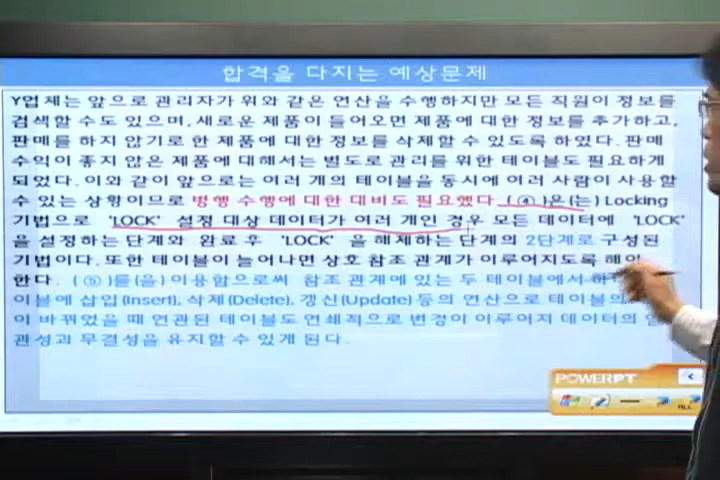 합격을 다지는 예상문제
Y업체는 앞으로 관리자가 위와 같은 연산을 수행하지만 모든 직원이 정보를
검색할 수도 있으며, 새로운 제품이 들어오면 제품에 대한 정보를 추가하고,
판매를 하지 않기로 한 제품에 대한 정보를 삭제할 수 있도록 하였다. 판매
수익이 좋지 않은 제품에 대해서는 별도로 관리를 위한 테이블도 필요하게
되었다. 이와 같이 앞으로는 여러 개의 테이블을 동시에 여러 사람이 사용할
수 있는 상황이므로 병행 수행에 대한 대비도 필요했다. ( ④ )은(는) Locking
기법으로 'LOCK' 설정 대상 데이터가 여러 개인 경우 모든 데이터에 'LOCK'
을 설정하는 단계와 완료 후 'LOCK' 을 해제하는 단계의 2단계로 구성된
기법이다. 또한 테이블이 늘어나면 상호 참조 관계가 이루어지도록 해야
한다. ( ⑤ )를(을) 이용함으로써 참조 관계에 있는 두 테이블에서
이블에 삽입(Insert), 삭제(Delete), 갱신(Update) 등의 연산으로 테이블의
이 바뀌었을 때 연관된 테이블도 연쇄적으로 변경이 이루어지 데이터의
관성과 무결성을 유지할 수 있게 된다.
POWERPT
ALL